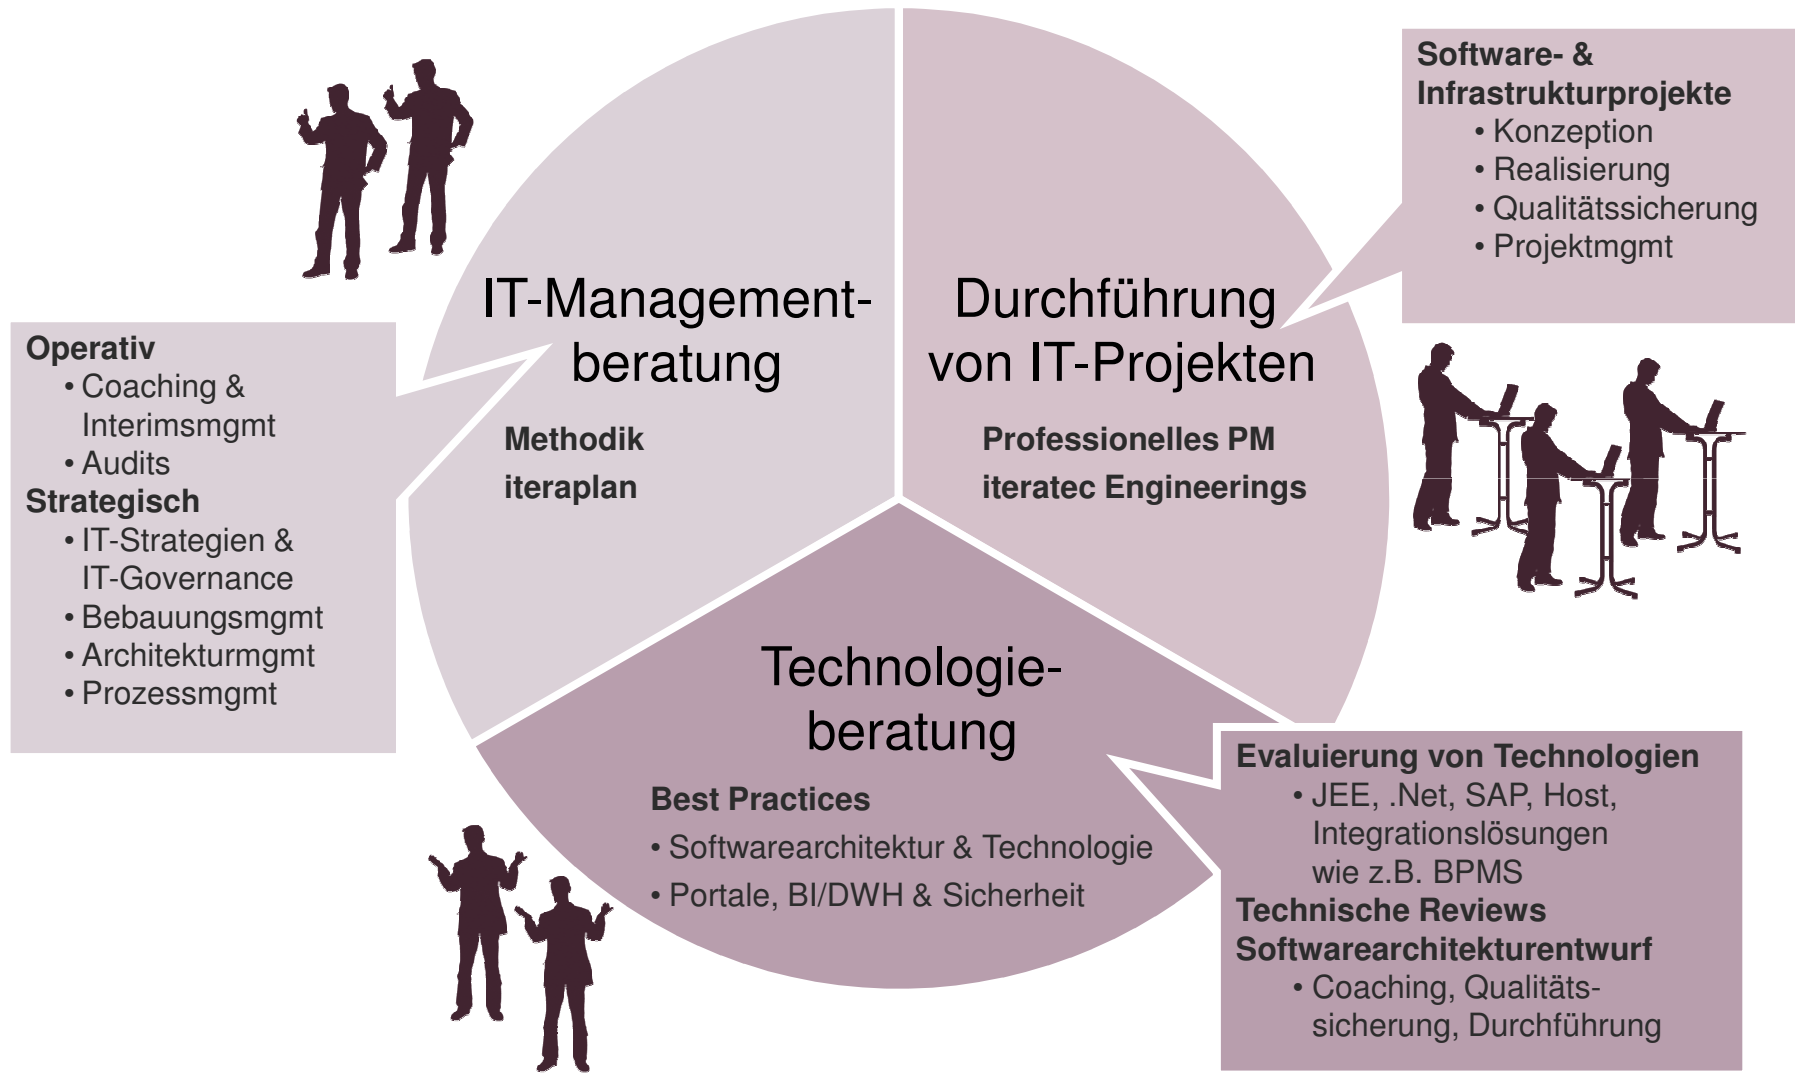 IT-Management-
beratung
Methodik
iteraplan
Operativ
• Coaching &
Interimsmgmt
• Audits
Strategisch
• IT-Strategien &
IT-Governance
• Bebauungsmgmt
• Architekturmgmt
• Prozessmgmt
Durchführung
von IT-Projekten
Professionelles PM
iteratec Engineerings
Software- &
Infrastrukturprojekte
• Konzeption
• Realisierung
• Qualitätssicherung
• Projektmgmt
Technologie-
beratung
Best Practices
• Softwarearchitektur & Technologie
• Portale, BI/DWH & Sicherheit
Evaluierung von Technologien
• JEE, .Net, SAP, Host,
Integrationslösungen
wie z.B. BPMS
Technische Reviews
Softwarearchitekturentwurf
• Coaching, Qualitäts-
sicherung, Durchführung